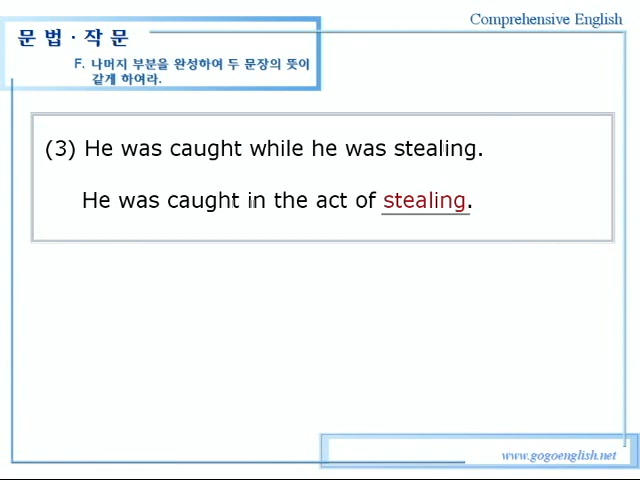 Comprehensive English
문 법 · 작 문
F. 나머지 부분을 완성하여 두 문장의 뜻이
같게 하여라.
(3) He was caught while he was stealing.
He was caught in the act of stealing.
www.gogoenglish.net